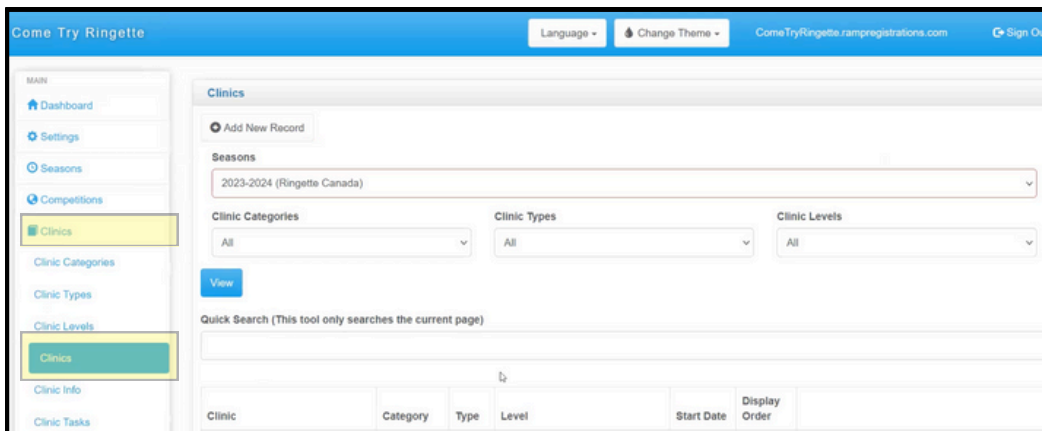 Come Try Ringette
Language
Change Theme
ComeTryRingette.rampregistrations.com
Sign Ou
MAIN
Dashboard
Settings
Seasons
Competitions
Clinics
Clinic Categories
Clinic Types
Clinic Levels
Clinics
Clinic Info
Clinic Tasks
Clinics
Add New Record
Seasons
2023-2024 (Ringette Canada)
Clinic Categories
Clinic Types
Clinic Levels
All
All
All
View
Quick Search (This tool only searches the current page)
Clinic
Category
Type
Level
Start Date
Display
Order